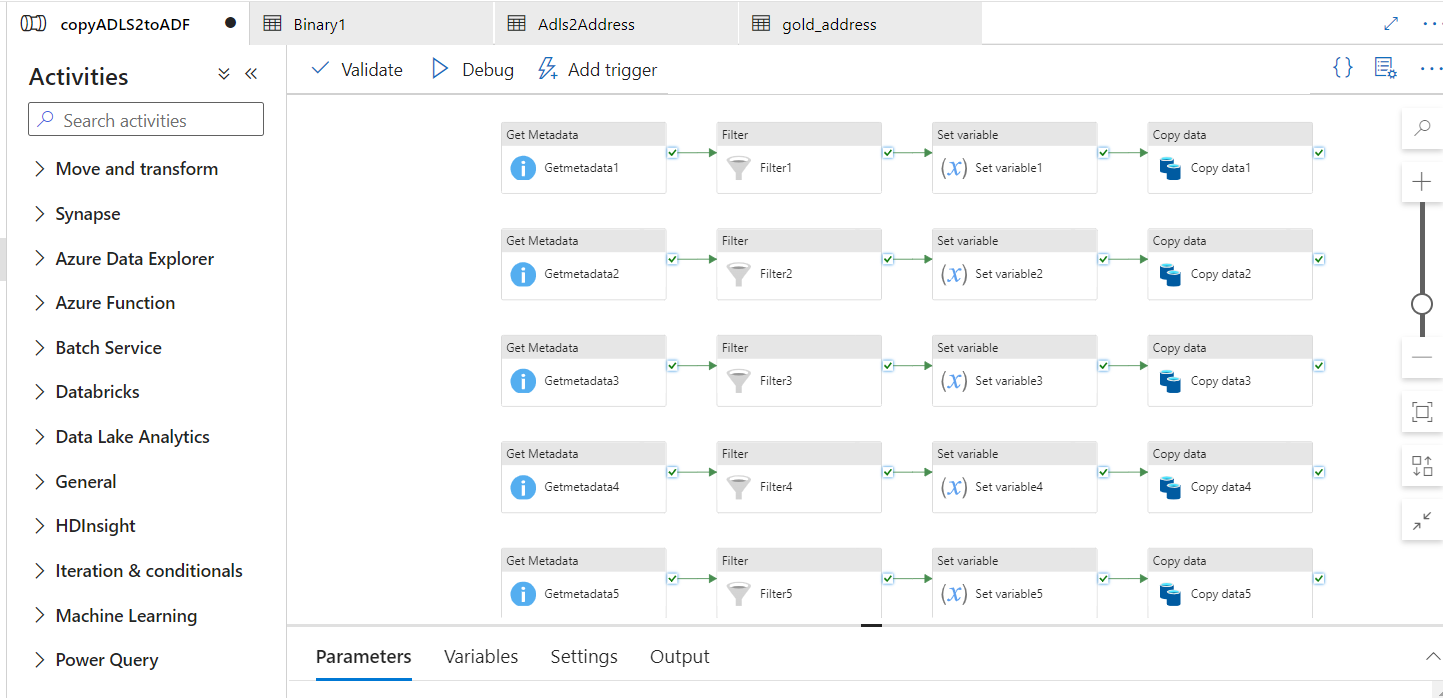 copyADLS2toADF
Binary1
Adls2Address
gold_address
Activities
Search activities
Move and transform
Synapse
Azure Data Explorer
Azure Function
Batch Service
Databricks
Data Lake Analytics
General
HDInsight
Iteration & conditionals
Machine Learning
Power Query
Validate
Debug
Add trigger
Get Metadata
Getmetadata1
Filter
Filter1
Set variable
(x) Set variable1
Copy data
Copy data1
Get Metadata
Getmetadata2
Filter
Filter2
Set variable
(x) Set variable2
Copy data
Copy data2
Get Metadata
Getmetadata3
Filter
Filter3
Set variable
(x) Set variable3
Copy data
Copy data3
Get Metadata
Getmetadata4
Filter
Filter4
Set variable
(x) Set variable4
Copy data
Copy data4
Get Metadata
Getmetadata5
Filter
Filter5
Set variable
(x) Set variable5
Copy data
Copy data5
Parameters
Variables
Settings
Output